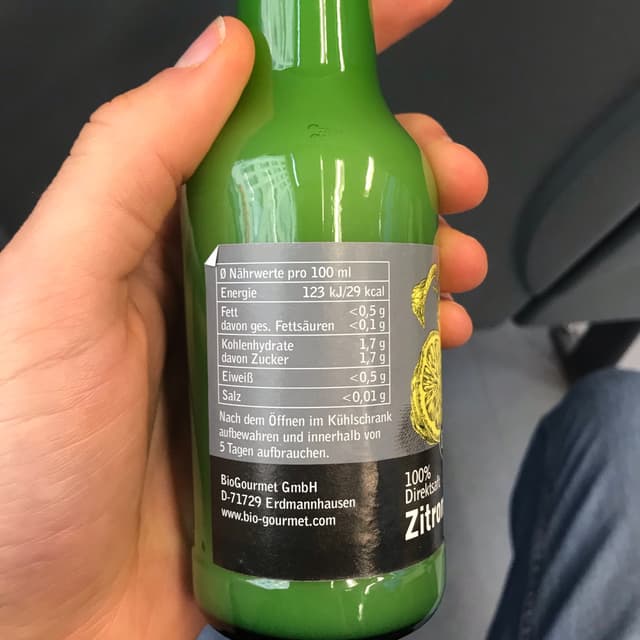 Ø Nährwerte pro 100 ml
Energie 123 kJ/29 kcal
Fett <0,5 g
davon ges. Fettsäuren <0,1 g
Kohlenhydrate 1,7 g
davon Zucker 1,7 g
Eiweiß <0,5 g
Salz <0,01 g
Nach dem Öffnen im Kühlschrank
aufbewahren und innerhalb von
5 Tagen aufbrauchen.
BioGourmet GmbH
D-71729 Erdmannhausen
www.bio-gourmet.com
100%